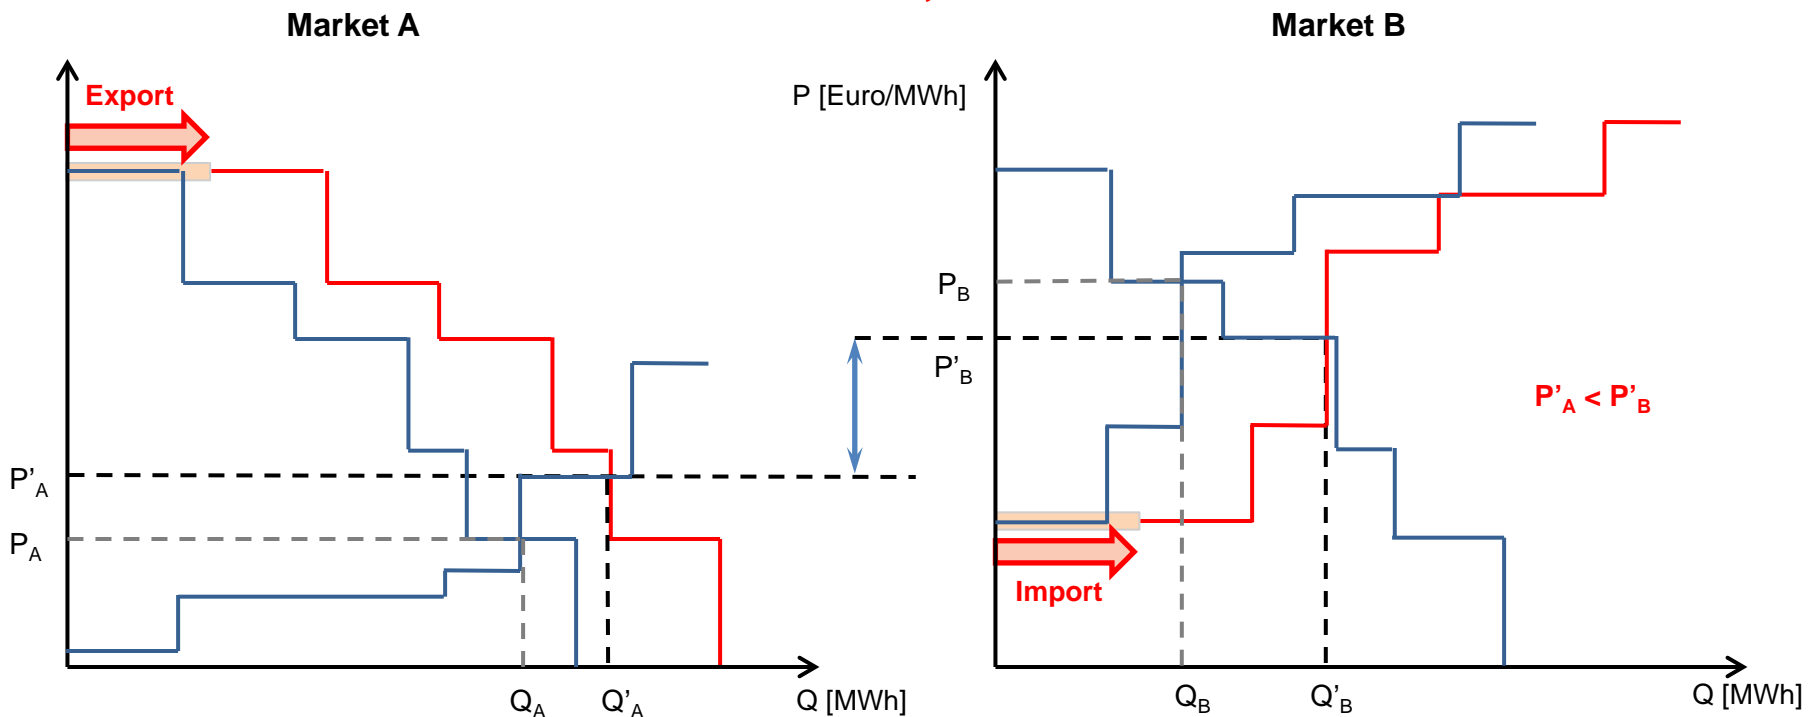 Market A
Market B
Export
P [Euro/MWh]
P_B
P'_B
P'_A < P'_B
P'_A
P_A
Import
Q_A
Q'_A
Q [MWh]
Q_B
Q'_B
Q [MWh]